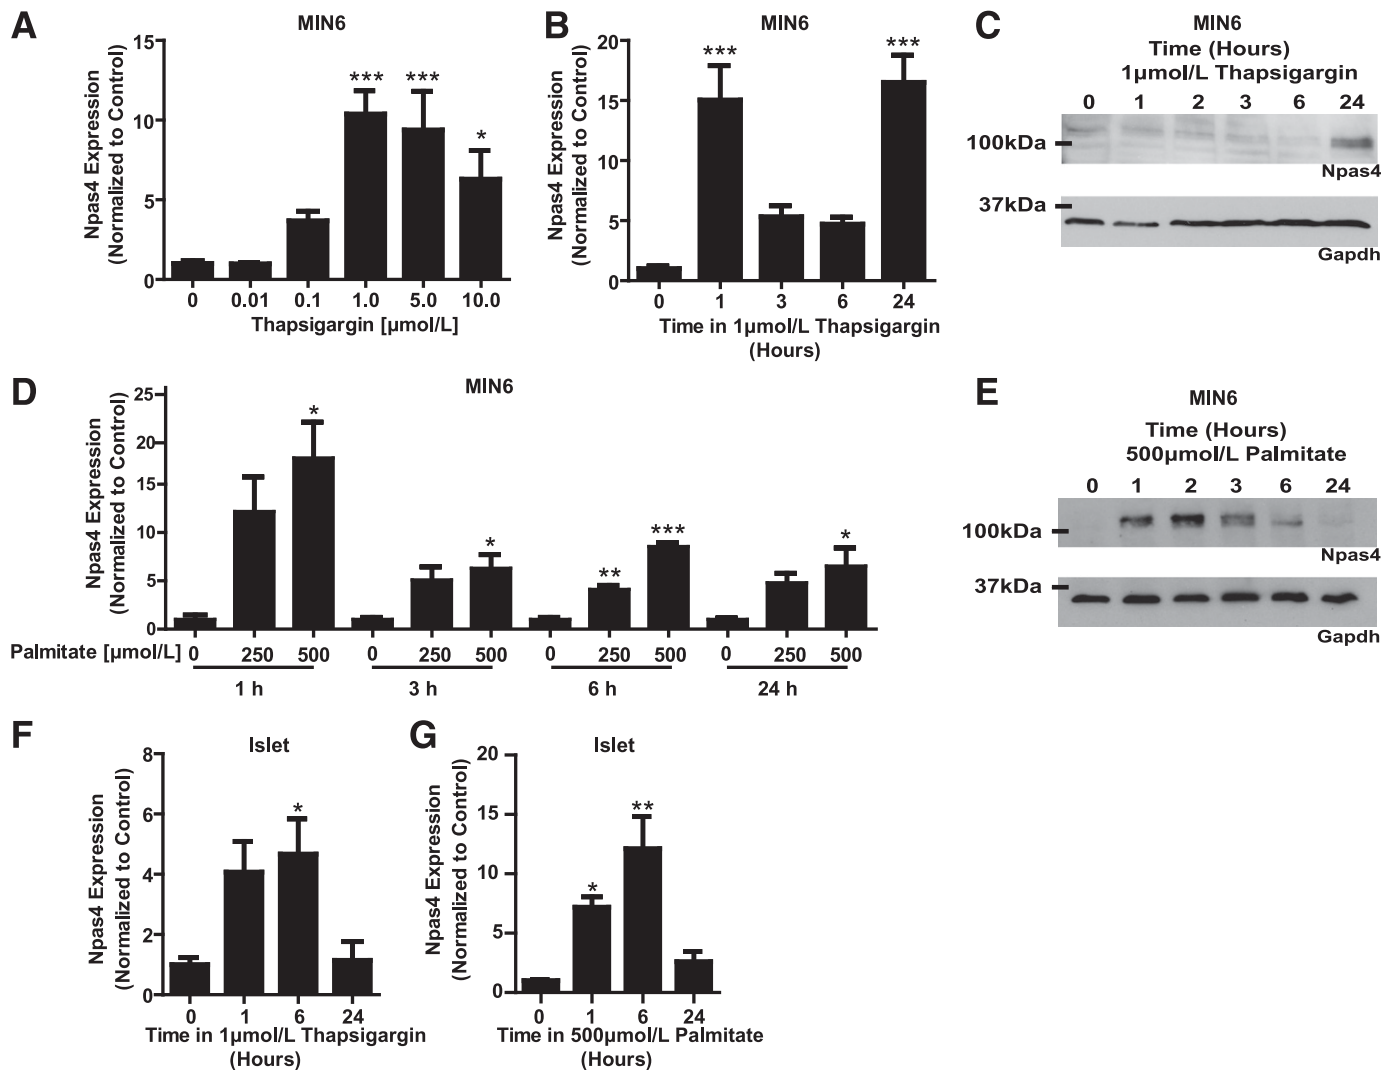 A
MIN6
Npas4 Expression
(Normalized to Control)
15
10
5
0
***
***
*
0 0.01 0.1 1.0 5.0 10.0
Thapsigargin [µmol/L]
B
MIN6
Npas4 Expression
(Normalized to Control)
20
15
10
5
0
***
***
0 1 3 6 24
Time in 1µmol/L Thapsigargin
(Hours)
C
MIN6
Time (Hours)
1µmol/L Thapsigargin
0 1 2 3 6 24
100kDa
Npas4
37kDa
Gapdh
D
MIN6
Npas4 Expression
(Normalized to Control)
25
20
15
10
5
0
*
*
**
***
*
Palmitate [µmol/L] 0 250 500 0 250 500 0 250 500 0 250 500
1 h 3 h 6 h 24 h
E
MIN6
Time (Hours)
500µmol/L Palmitate
0 1 2 3 6 24
100kDa
Npas4
37kDa
Gapdh
F
Islet
Npas4 Expression
(Normalized to Control)
8
6
4
2
0
*
0 1 6 24
Time in 1µmol/L Thapsigargin
(Hours)
G
Islet
Npas4 Expression
(Normalized to Control)
20
15
10
5
0
*
**
0 1 6 24
Time in 500µmol/L Palmitate
(Hours)